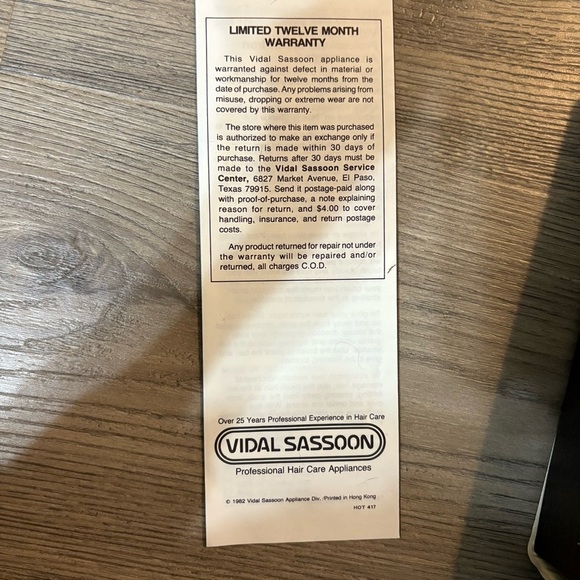 LIMITED TWELVE MONTH
WARRANTY
This Vidal Sassoon appliance is
warranted against defect in material or
workmanship for twelve months from the
date of purchase. Any problems arising from
misuse, dropping or extreme wear are not
covered by this warranty.
The store where this item was purchased
is authorized to make an exchange only if
the return is made within 30 days of
purchase. Returns after 30 days must be
made to the Vidal Sassoon Service
Center, 6827 Market Avenue, El Paso,
Texas 79915. Send it postage-paid along
with proof-of-purchase, a note explaining
reason for return, and $4.00 to cover
handling, insurance, and return postage
costs.
Any product returned for repair not under
the warranty will be repaired and/or
returned, all charges C.O.D.
Over 25 Years Professional Experience in Hair Care
VIDAL SASSOON
Professional Hair Care Appliances
© 1982 Vidal Sassoon Appliance Div. Printed in Hong Kong
HOT 417